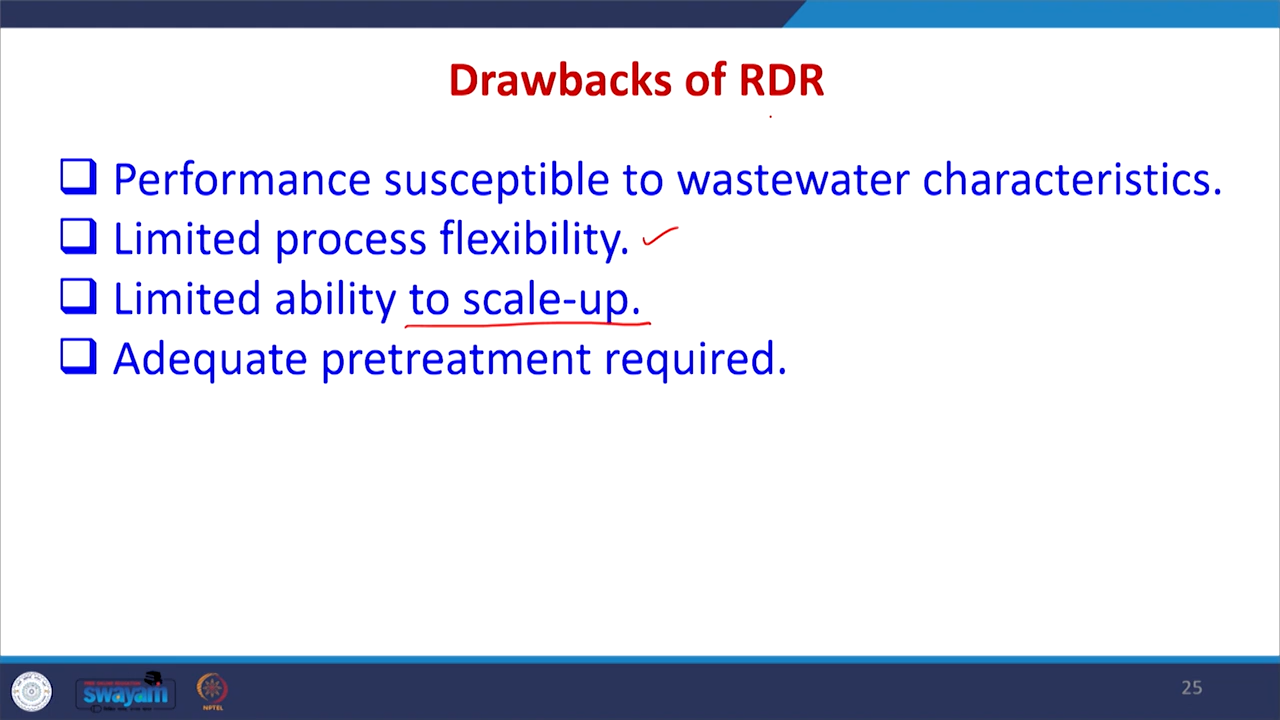 Drawbacks of RDR
Performance susceptible to wastewater characteristics.
Limited process flexibility.
Limited ability to scale-up.
Adequate pretreatment required.
swayam
NPTEL
25